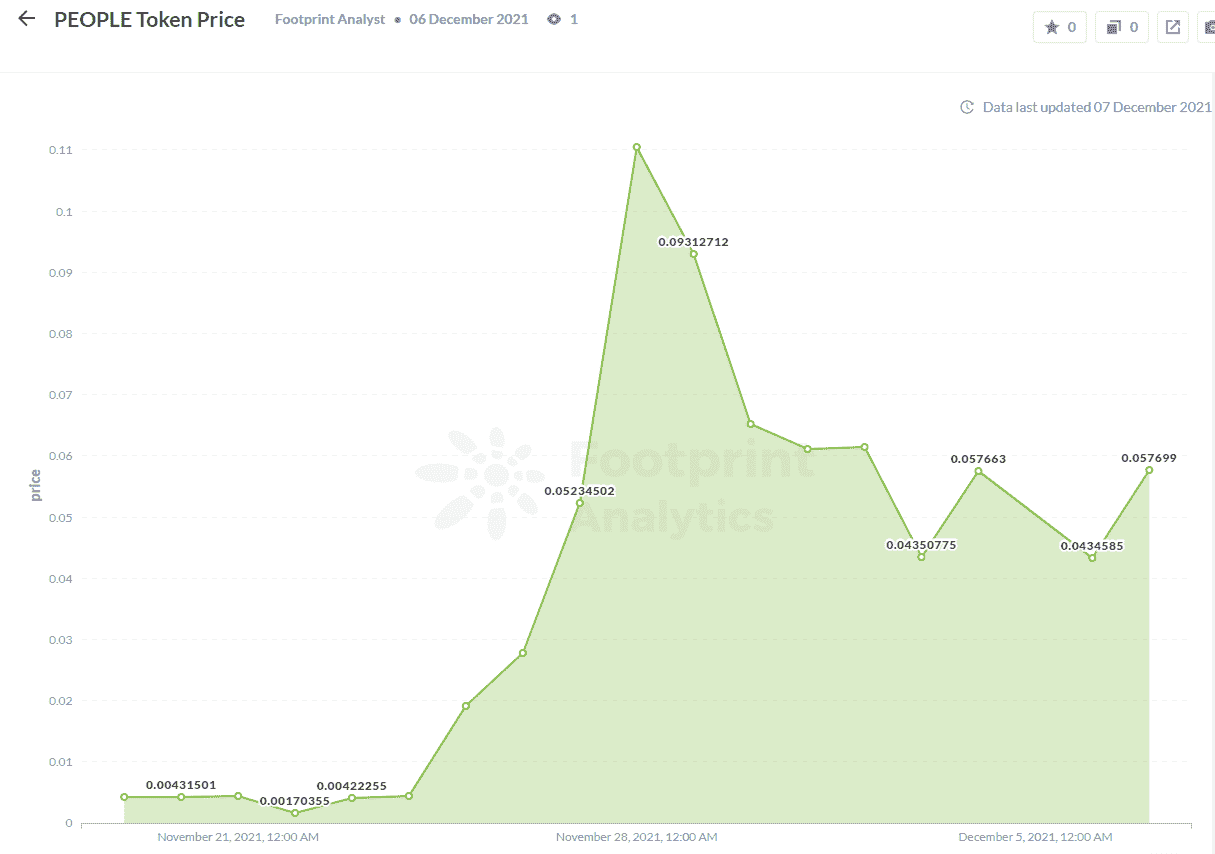 PEOPLE Token Price
Footprint Analyst
06 December 2021
1
0
0
Data last updated 07 December 2021
0.11
0.1
0.09
0.08
0.07
0.06
0.05
0.04
0.03
0.02
0.01
0
price
0.09312712
0.05234502
0.057663
0.057699
0.04350775
0.0434585
0.00431501
0.00422255
0.00170355
Footprint
Analytics
November 21, 2021, 12:00 AM
November 28, 2021, 12:00 AM
December 5, 2021, 12:00 AM